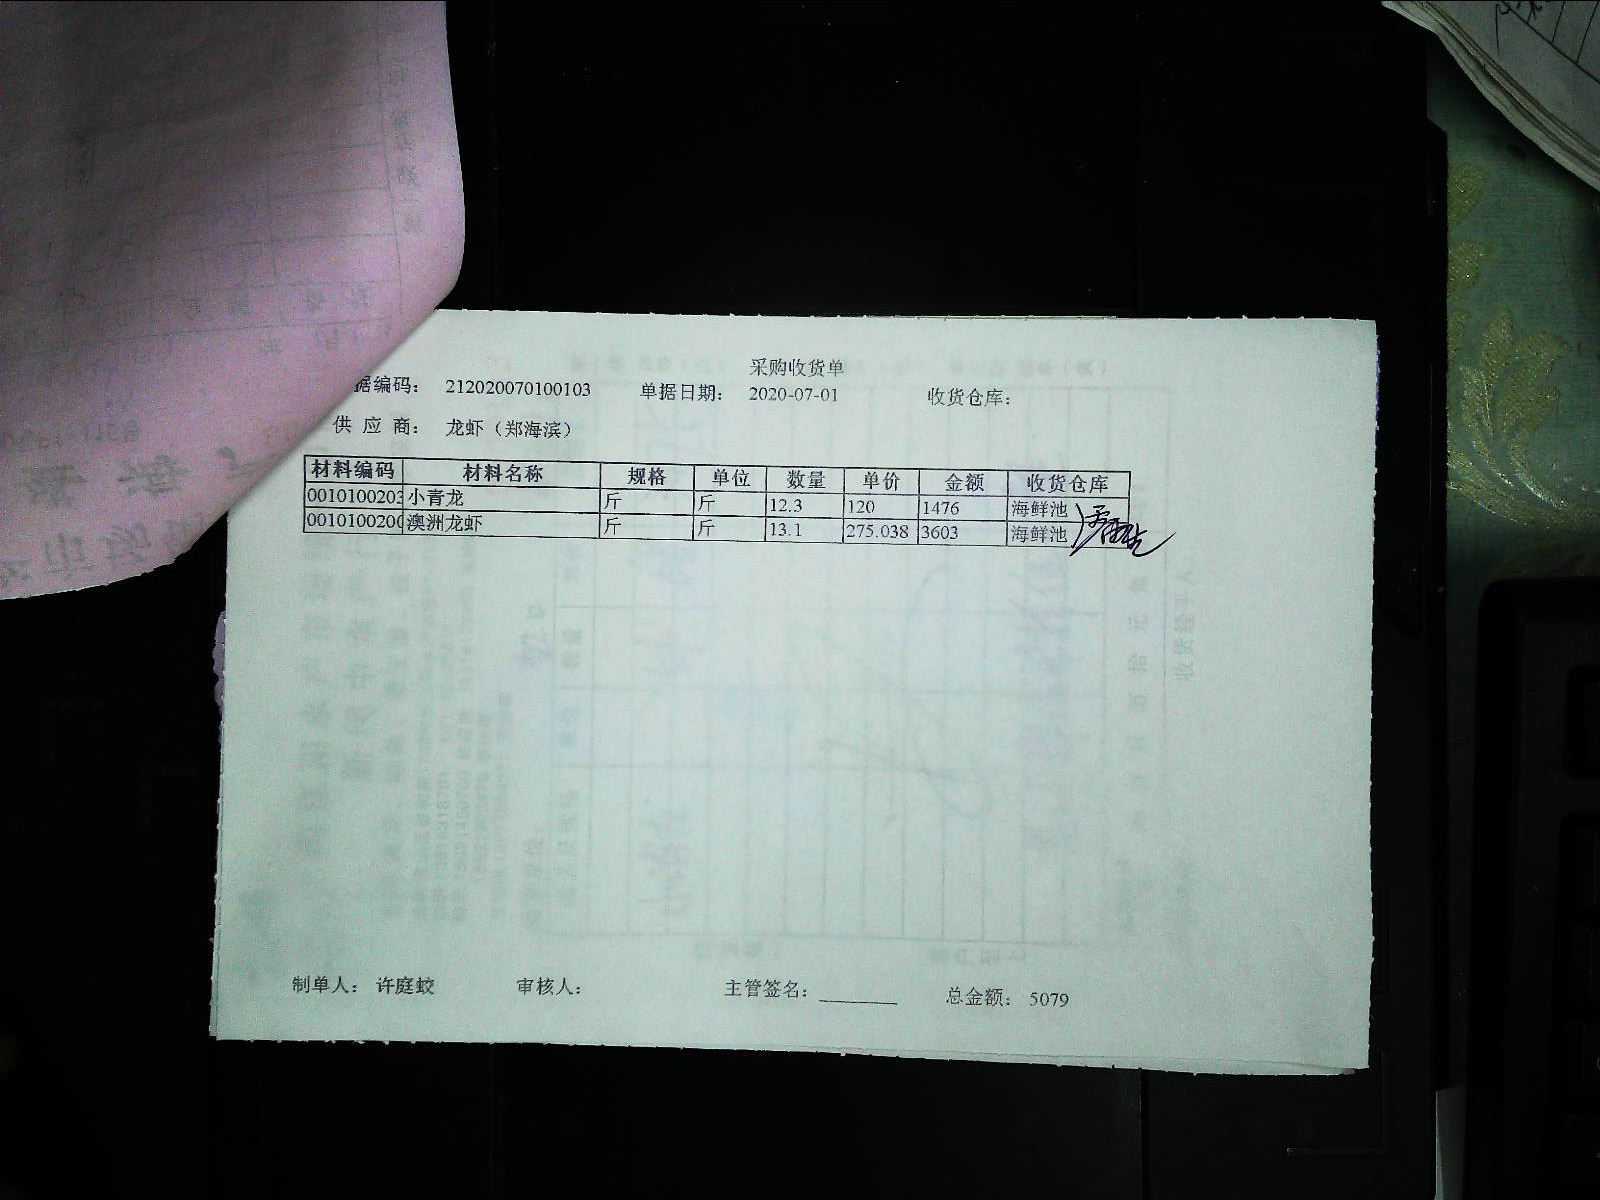 采购收货单
据编码： 212020070100103 单据日期： 2020-07-01 收货仓库：
供 应 商： 龙虾（郑海滨）
材料编码 材料名称 规格 单位 数量 单价 金额 收货仓库
0010100203 小青龙 斤 斤 12.3 120 1476 海鲜池
001010020 澳洲龙虾 斤 斤 13.1 275.038 3603 海鲜池
制单人： 许庭蛟 审核人： 主管签名： 总金额： 5079